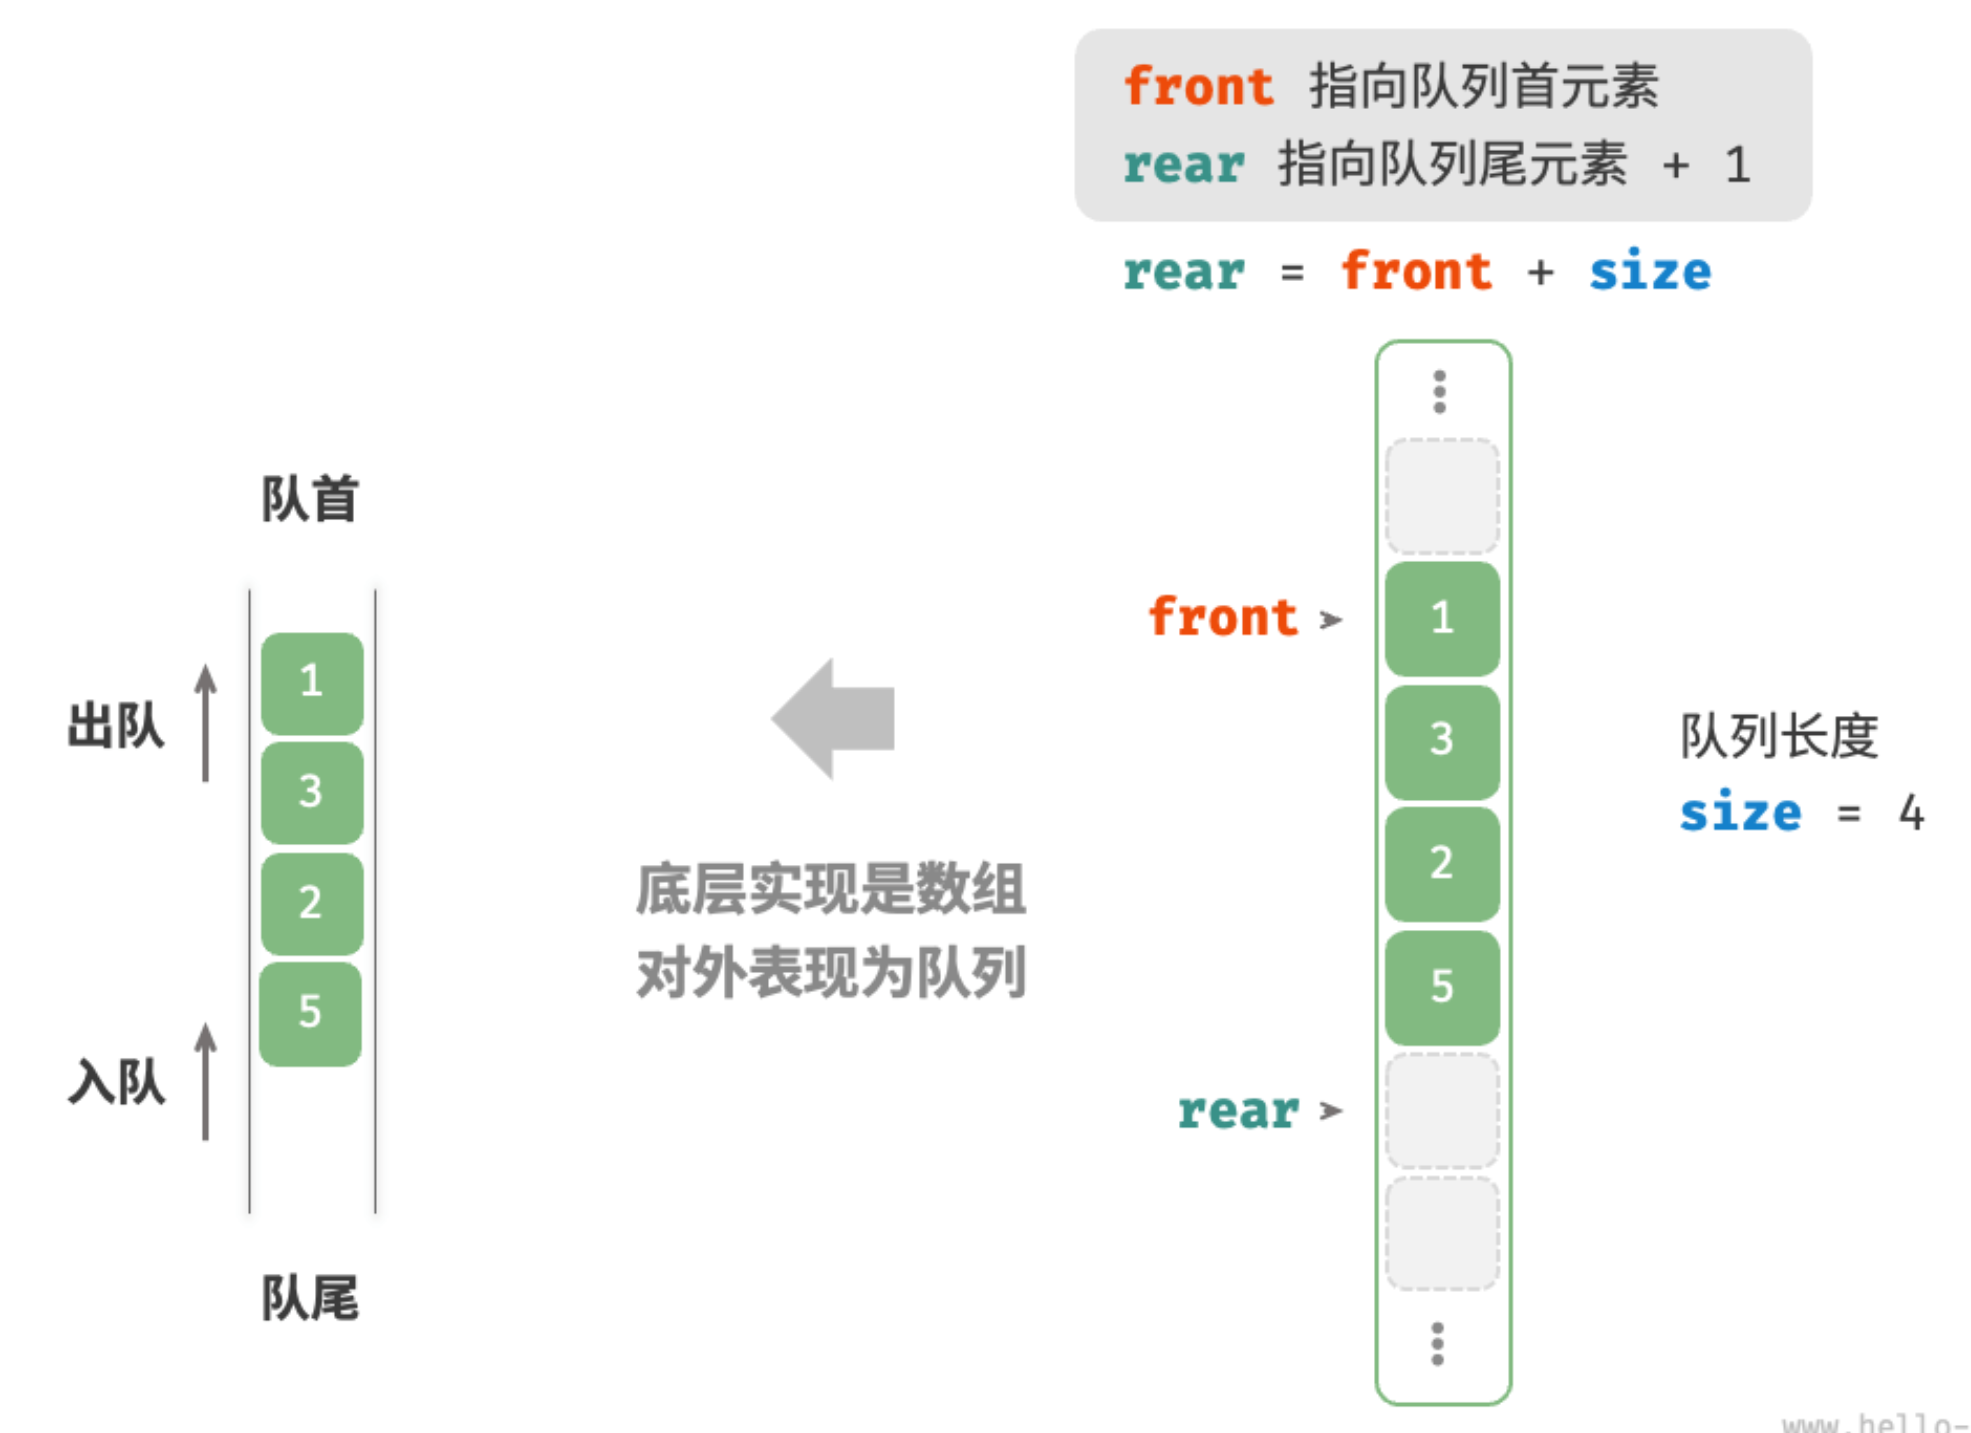 front 指向队列首元素
rear 指向队列尾元素 + 1
rear = front + size
队首
出队
1
3
2
5
入队
队尾
底层实现是数组
对外表现为队列
front
1
3
2
5
rear
队列长度
size = 4
www.hello-